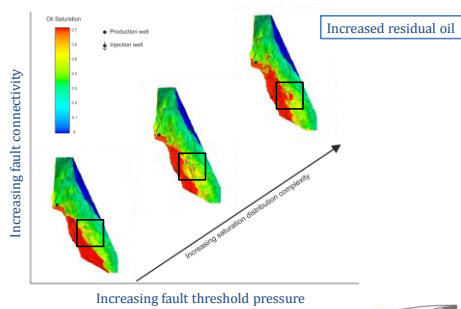 Oil Saturation
0.7
0.6
0.5
0.4
0.3
0.2
0.1
0
Production well
Injection well
Increased residual oil
Increasing fault connectivity
Increasing saturation distribution complexity
Increasing fault threshold pressure